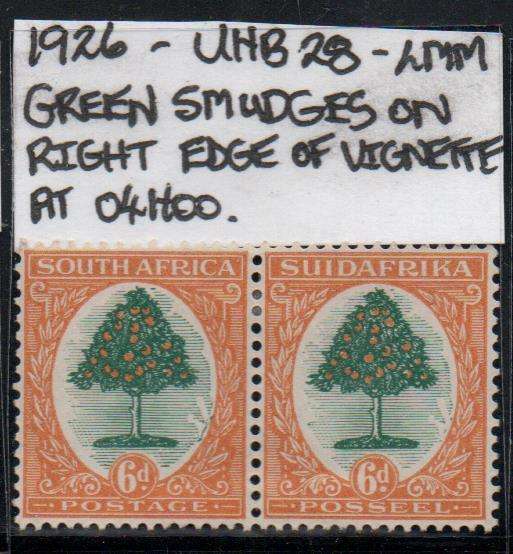 1926 - UHB 28 - LMM
GREEN SMUDGES ON
RIGHT EDGE OF VIGNETTE
AT 04H00.
SOUTH AFRICA
6d
POSTAGE
SUIDAFRIKA
6d.
POSSEEL